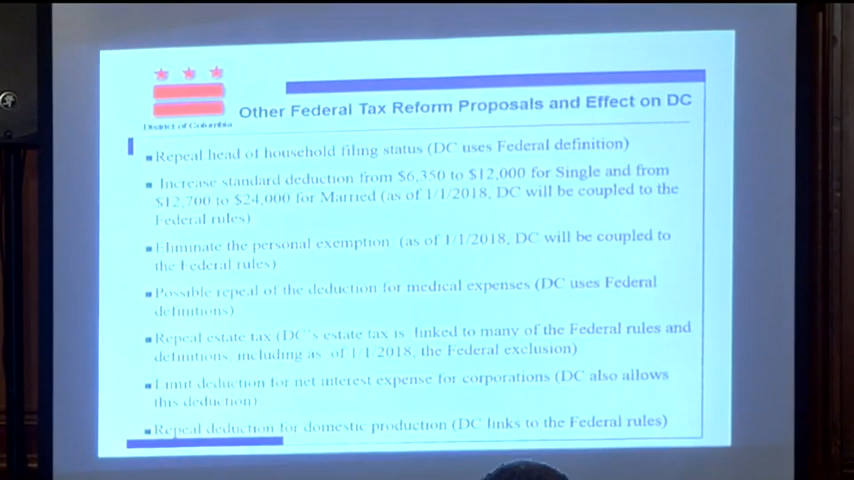 District of Columbia
Other Federal Tax Reform Proposals and Effect on DC
Repeal head of household filing status (DC uses Federal definition)
Increase standard deduction from $6,350 to $12,000 for Single and from
$12,700 to $24,000 for Married (as of 1/1/2018, DC will be coupled to the
Federal rules)
Eliminate the personal exemption (as of 1/1/2018, DC will be coupled to
the Federal rules)
Possible repeal of the deduction for medical expenses (DC uses Federal
definitions)
Repeal estate tax (DC's estate tax is linked to many of the Federal rules and
definitions, including as of 1/1/2018, the Federal exclusion)
Limit deduction for net interest expense for corporations (DC also allows
this deduction)
Repeal deduction for domestic production (DC links to the Federal rules)